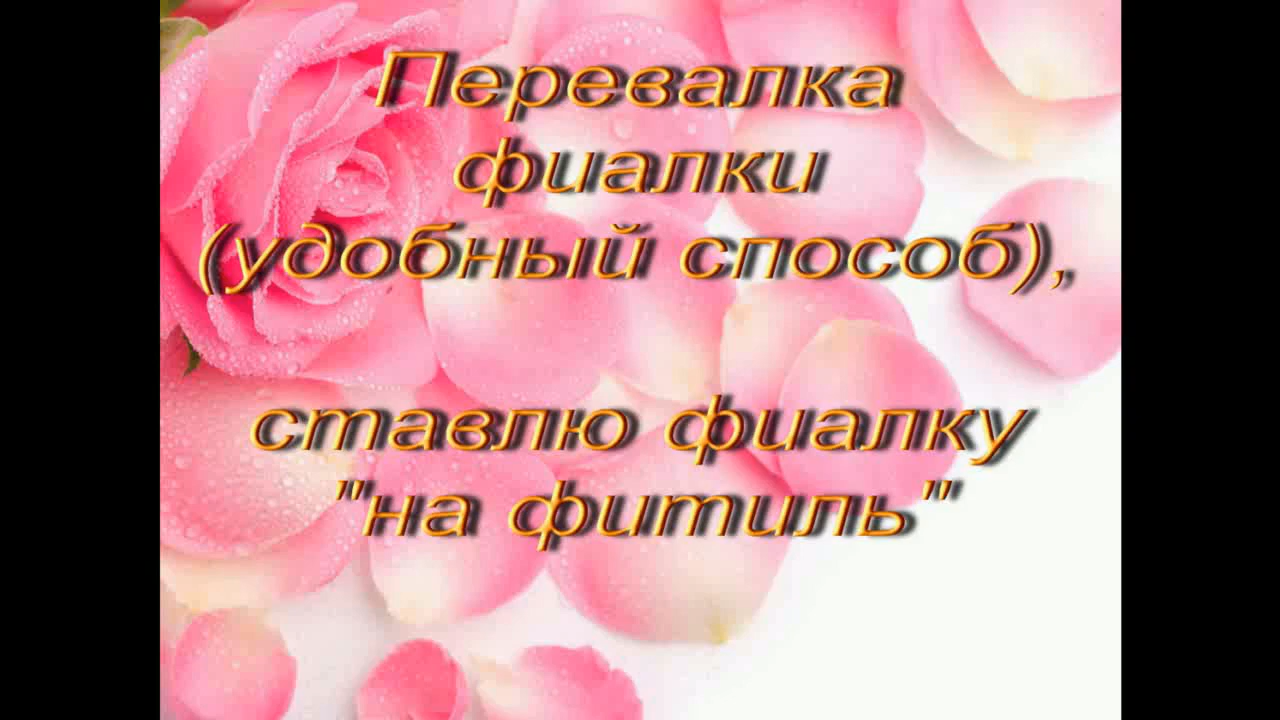 Перевалка
фиалки
(удобный способ),
ставлю фиалку
"на фитиль"